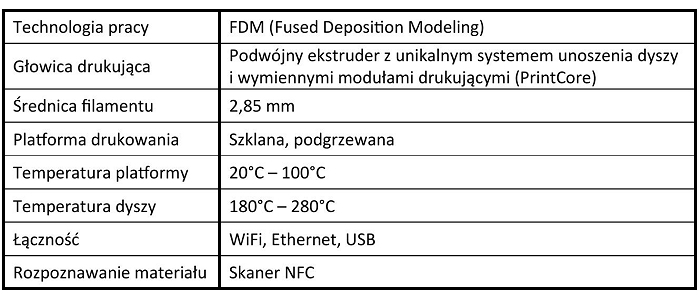 Technologia pracy FDM (Fused Deposition Modeling)
Głowica drukująca Podwójny ekstruder z unikalnym systemem unoszenia dyszy
i wymiennymi modułami drukującymi (PrintCore)
Średnica filamentu 2,85 mm
Platforma drukowania Szklana, podgrzewana
Temperatura platformy 20°C – 100°C
Temperatura dyszy 180°C – 280°C
Łączność WiFi, Ethernet, USB
Rozpoznawanie materiału Skaner NFC